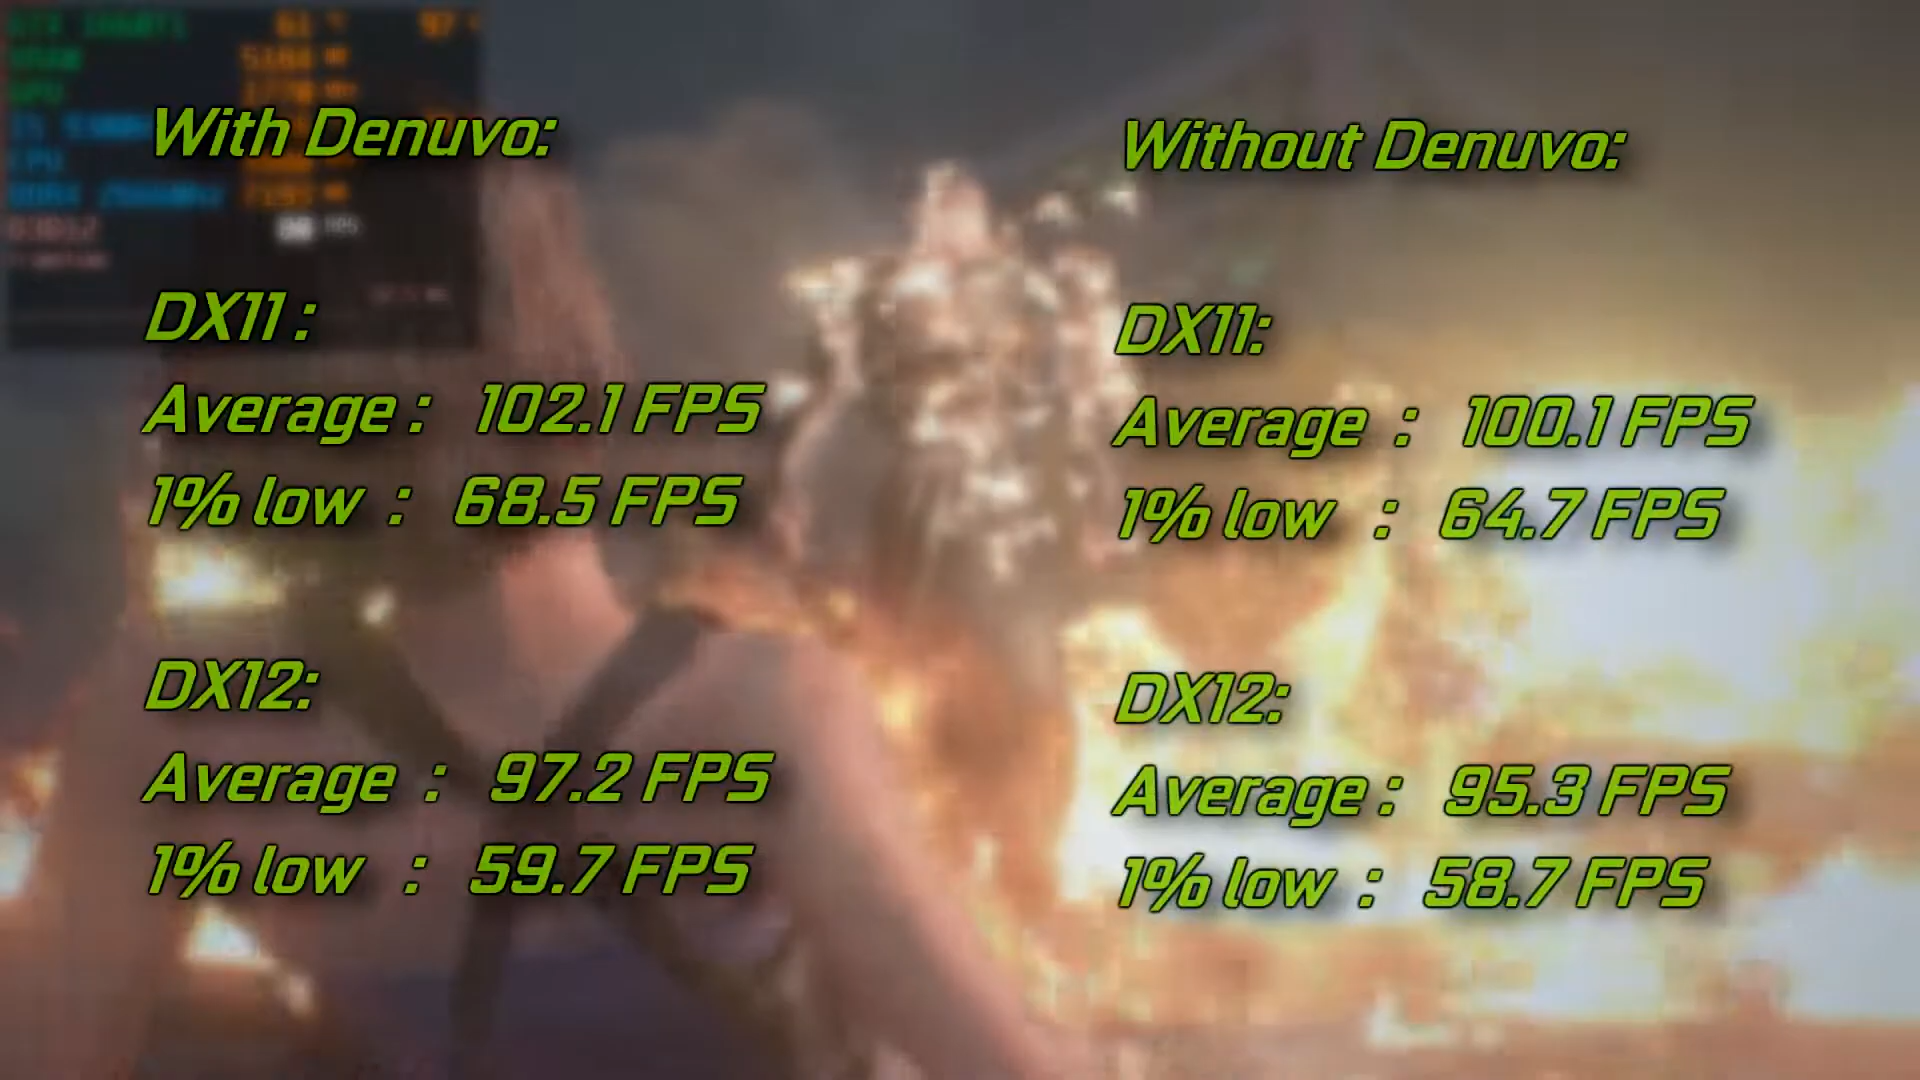 With Denuvo:
DX11 :
Average : 102.1 FPS
1% low : 68.5 FPS
DX12:
Average : 97.2 FPS
1% low : 59.7 FPS
Without Denuvo:
DX11:
Average : 100.1 FPS
1% low : 64.7 FPS
DX12:
Average : 95.3 FPS
1% low : 58.7 FPS